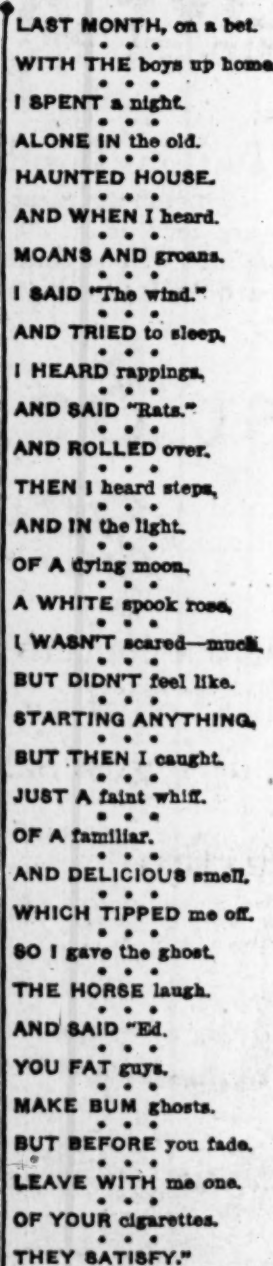 LAST MONTH, on a bet.
* * *
WITH THE boys up home
* * *
I SPENT a night.
* * *
ALONE IN the old.
* * *
HAUNTED HOUSE.
* * *
AND WHEN I heard.
* * *
MOANS AND groans.
* * *
I SAID "The wind."
* * *
AND TRIED to sleep,
* * *
I HEARD rappings,
* * *
AND SAID "Rats."
* * *
AND ROLLED over.
* * *
THEN I heard steps,
* * *
AND IN the light.
* * *
OF A dying moon,
* * *
A WHITE spook rose,
* * *
I WASN'T scared—much,
* * *
BUT DIDN'T feel like.
* * *
STARTING ANYTHING,
* * *
BUT THEN I caught.
* * *
JUST A faint whiff.
* * *
OF A familiar.
* * *
AND DELICIOUS smell,
* * *
WHICH TIPPED me off.
* * *
SO I gave the ghost.
* * *
THE HORSE laugh.
* * *
AND SAID "Ed.
* * *
YOU FAT guys,
* * *
MAKE BUM ghosts.
* * *
BUT BEFORE you fade,
* * *
LEAVE WITH me one.
* * *
OF YOUR cigarettes.
* * *
THEY SATISFY."